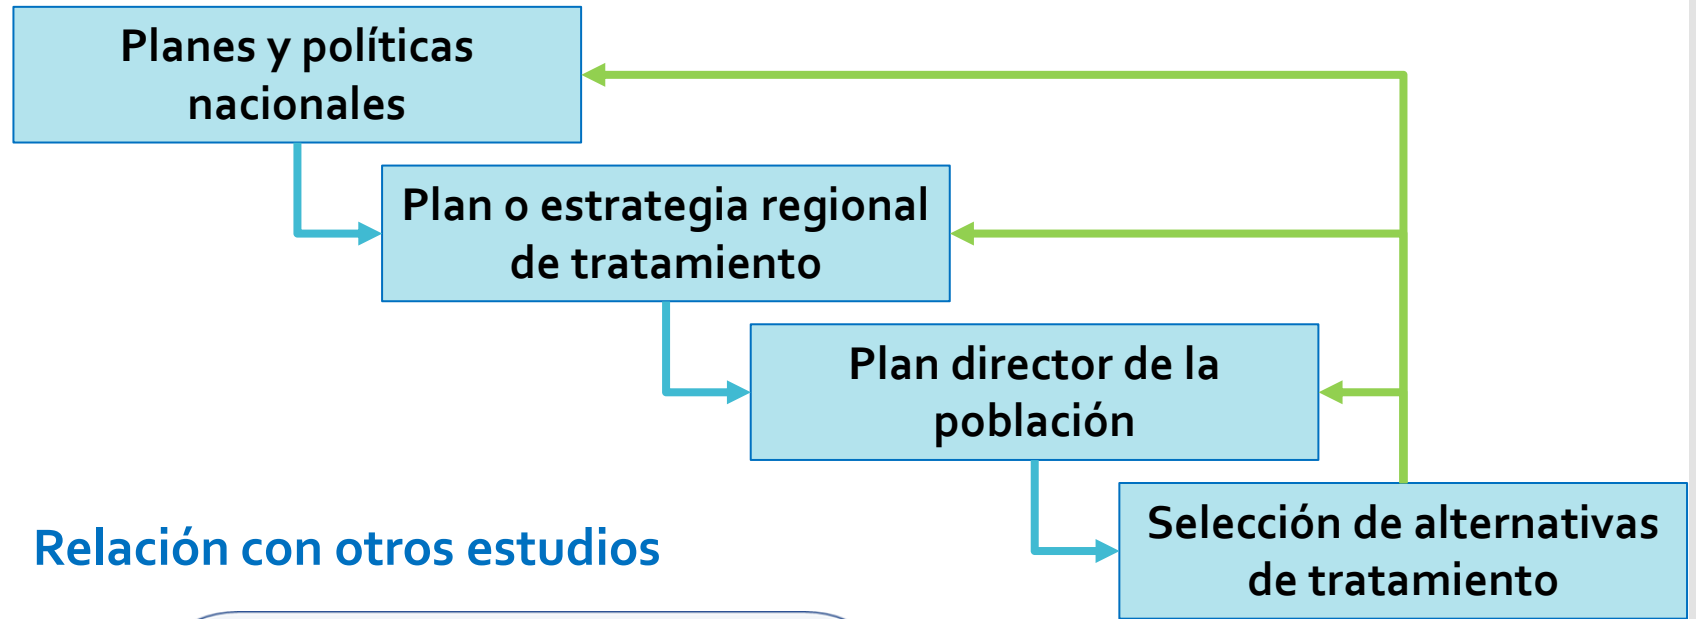 Planes y políticas
nacionales
Plan o estrategia regional
de tratamiento
Plan director de la
población
Selección de alternativas
de tratamiento
Relación con otros estudios